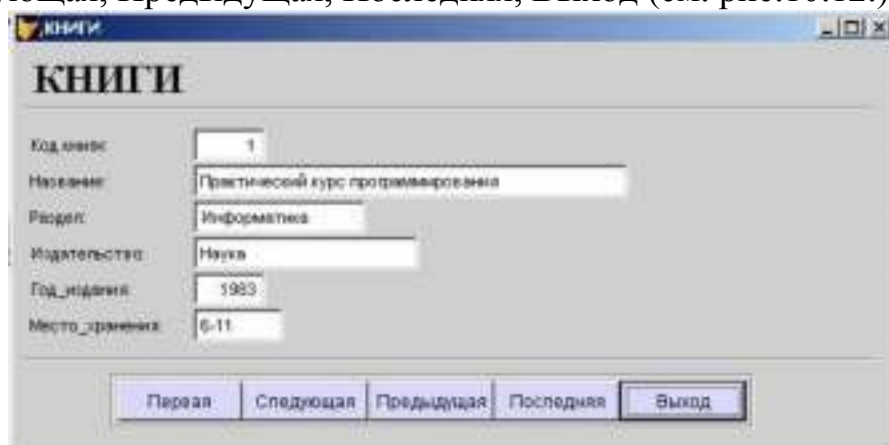 Предыдущая, Последняя, Выход (см. рис.10.12.)
КНИГИ
КНИГИ
Код книги: 1
Название: Практический курс программирования
Раздел: Информатика
Издательство: Наука
Год_издания: 1983
Место_хранения: 6-11
Первая Следующая Предыдущая Последняя Выход